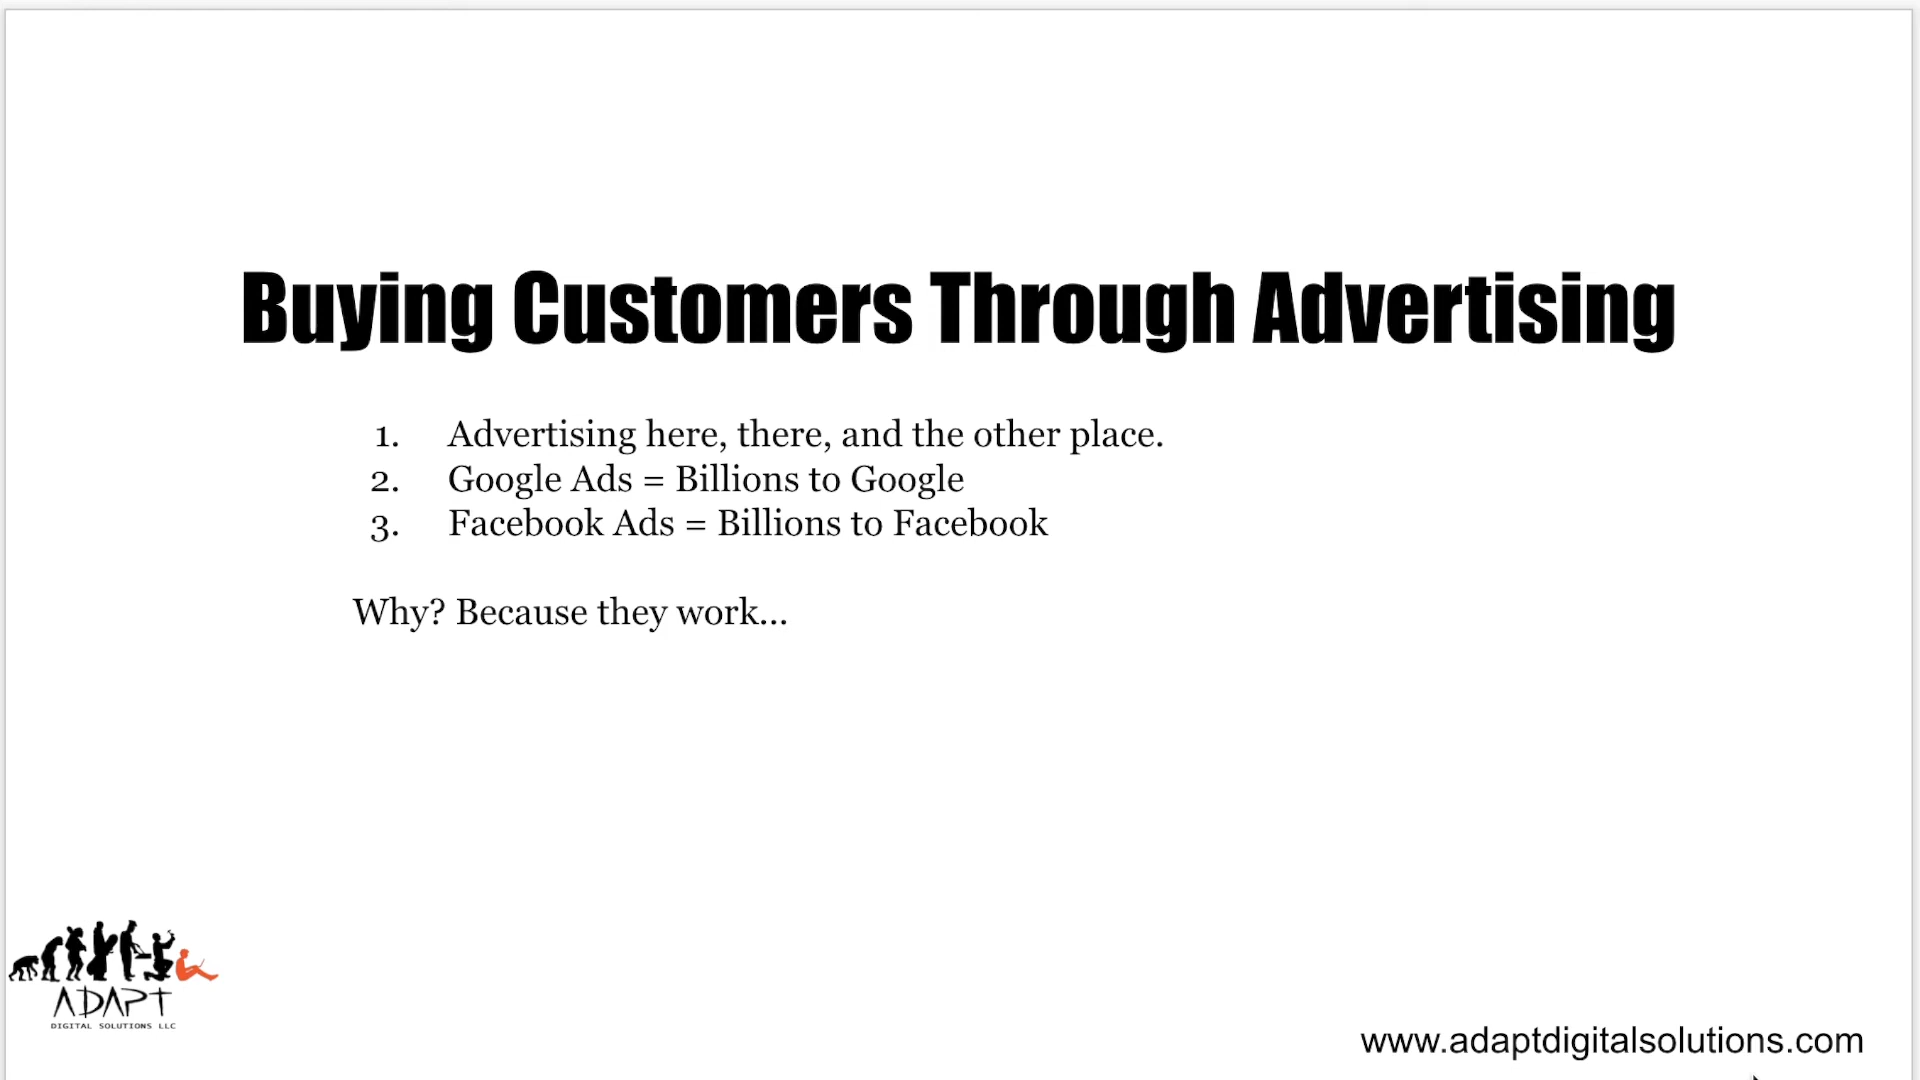 Buying Customers Through Advertising
1. Advertising here, there, and the other place.
2. Google Ads = Billions to Google
3. Facebook Ads = Billions to Facebook
Why? Because they work...
ADAPT
DIGITAL SOLUTIONS LLC
www.adaptdigitalsolutions.com